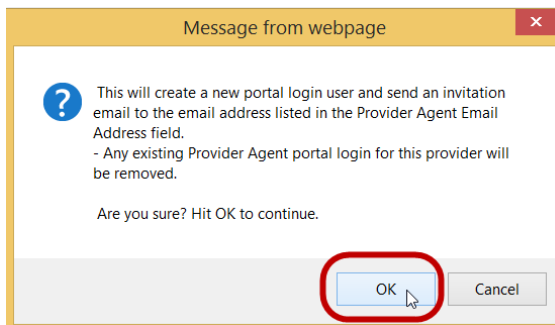 Message from webpage
This will create a new portal login user and send an invitation
email to the email address listed in the Provider Agent Email
Address field.
- Any existing Provider Agent portal login for this provider will
be removed.
Are you sure? Hit OK to continue.
OK
Cancel